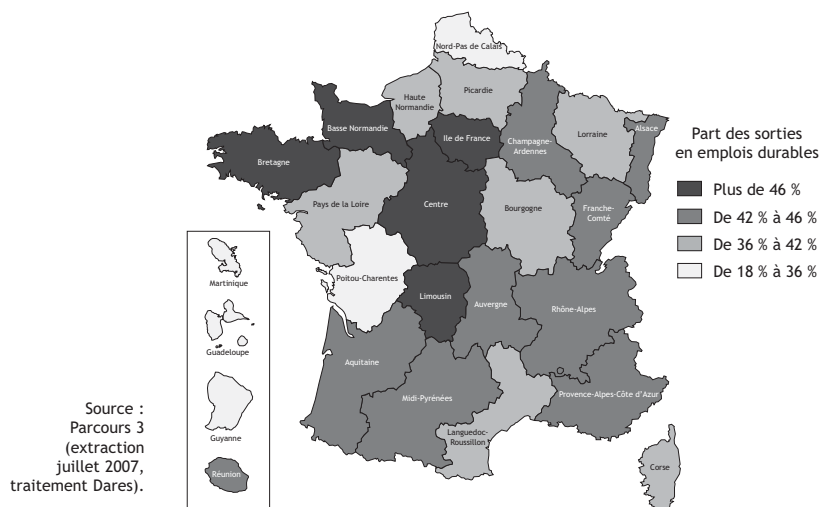 Nord-Pas de Calais
Haute
Normandie
Picardie
Basse Normandie
Ile de France
Champagne-
Ardennes
Lorraine
Alsace
Bretagne
Pays de la Loire
Centre
Bourgogne
Franche-
Comté
Poitou-Charentes
Limousin
Auvergne
Rhône-Alpes
Aquitaine
Midi-Pyrénées
Languedoc-
Roussillon
Provence-Alpes-Côte d'Azur
Corse
Martinique
Guadeloupe
Guyanne
Réunion
Part des sorties
en emplois durables
Plus de 46 %
De 42 % à 46 %
De 36 % à 42 %
De 18 % à 36 %
Source :
Parcours 3
(extraction
juillet 2007,
traitement Dares).